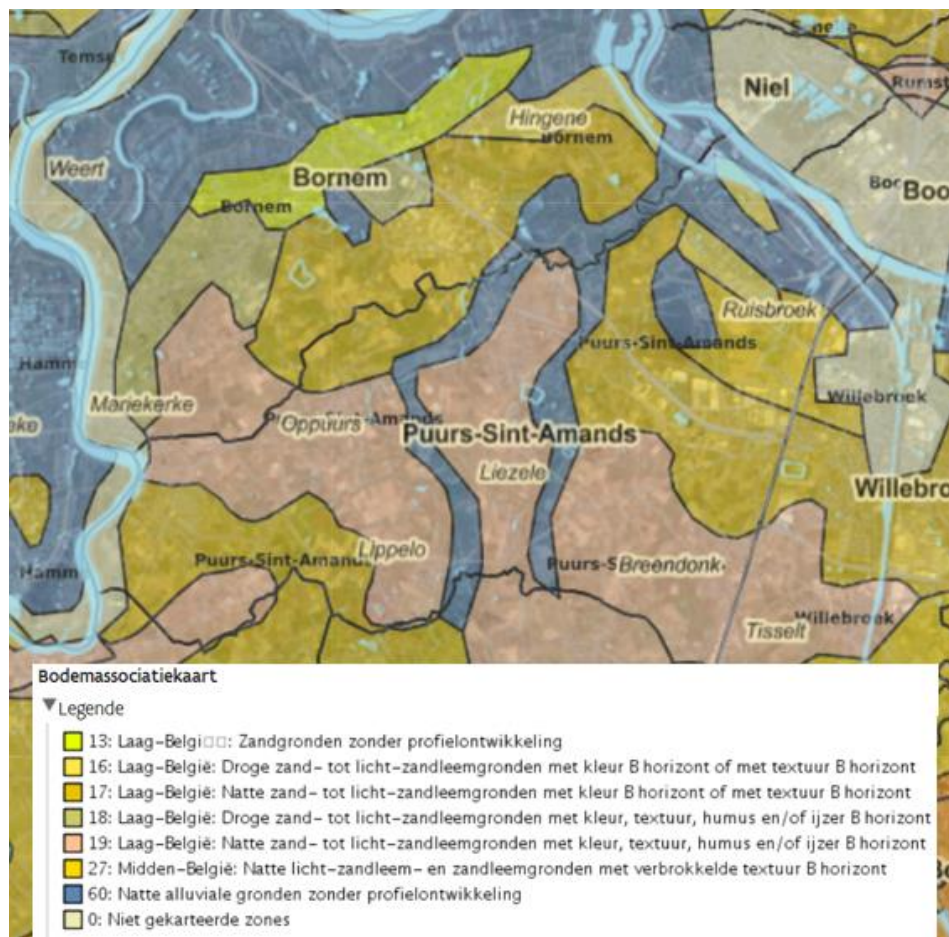 Temse
Niel
Rumst
Hingene
Bornem
Weert
Bornem
Boo
Bornem
Ruisbroek
Puurs-Sint-Amands
Hamm
Willebroek
Mariekerke
Oppuurs
Amands
Puurs-Sint-Amands
Liezele
Willebro
Lippelo
Puurs-Sint-Amand
Puurs-S
Breendonk
Hamm
Willebroek
Tisselt
Bodemassociatiekaart
Legende
13: Laag-Belgi□□: Zandgronden zonder profielontwikkeling
16: Laag-België: Droge zand- tot licht-zandleemgronden met kleur B horizont of met textuur B horizont
17: Laag-België: Natte zand- tot licht-zandleemgronden met kleur B horizont of met textuur B horizont
18: Laag-België: Droge zand- tot licht-zandleemgronden met kleur, textuur, humus en/of ijzer B horizont
19: Laag-België: Natte zand- tot licht-zandleemgronden met kleur, textuur, humus en/of ijzer B horizont
27: Midden-België: Natte licht-zandleem- en zandleemgronden met verbrokkelde textuur B horizont
60: Natte alluviale gronden zonder profielontwikkeling
0: Niet gekarteerde zones